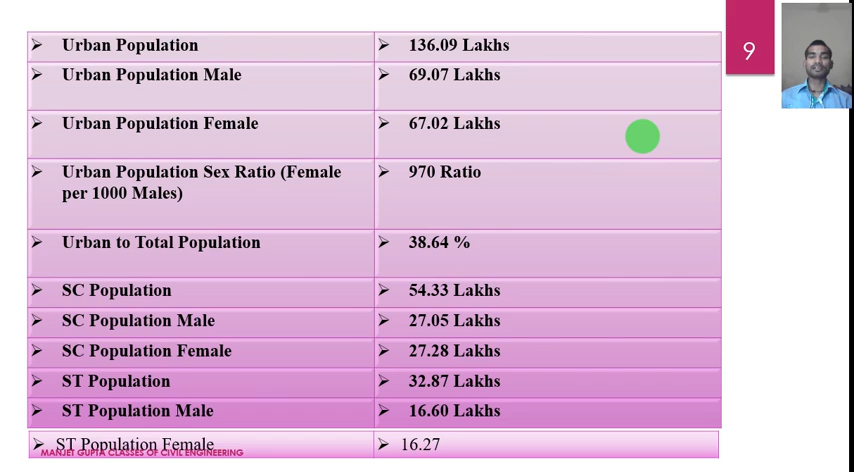 9
➢ Urban Population ➢ 136.09 Lakhs
➢ Urban Population Male ➢ 69.07 Lakhs
➢ Urban Population Female ➢ 67.02 Lakhs
➢ Urban Population Sex Ratio (Female
per 1000 Males) ➢ 970 Ratio
➢ Urban to Total Population ➢ 38.64 %
➢ SC Population ➢ 54.33 Lakhs
➢ SC Population Male ➢ 27.05 Lakhs
➢ SC Population Female ➢ 27.28 Lakhs
➢ ST Population ➢ 32.87 Lakhs
➢ ST Population Male ➢ 16.60 Lakhs
➢ ST Population Female ➢ 16.27
MANJET GUPTA CLASSES OF CIVIL ENGINEERING